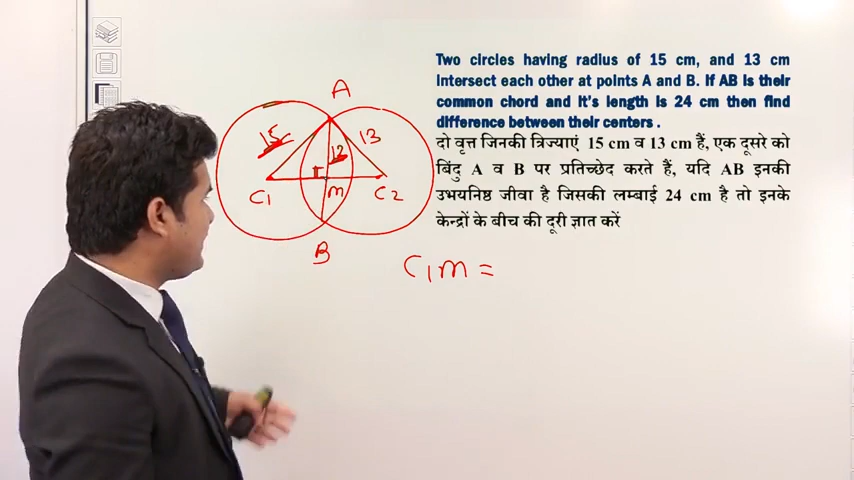 Two circles having radius of 15 cm, and 13 cm
intersect each other at points A and B. If AB is their
common chord and it's length is 24 cm then find
difference between their centers .
दो वृत्त जिनकी त्रिज्याएं 15 cm व 13 cm हैं, एक दूसरे को
बिंदु A व B पर प्रतिच्छेद करते हैं, यदि AB इनकी
उभयनिष्ठ जीवा है जिसकी लम्बाई 24 cm है तो इनके
केन्द्रों के बीच की दूरी ज्ञात करें
A
15
13
12
C1
M
C2
B
C1M =